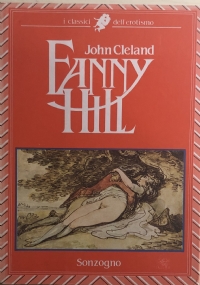 i classici dell'erotismo
John Cleland
FANNY
HILL
Sonzogno